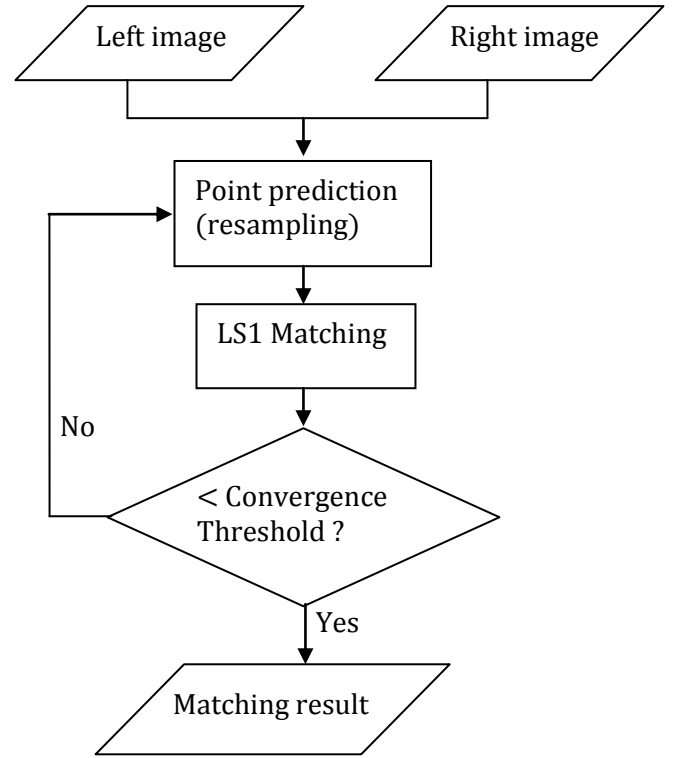 Left image
Right image
Point prediction
(resampling)
LS1 Matching
No
< Convergence
Threshold ?
Yes
Matching result